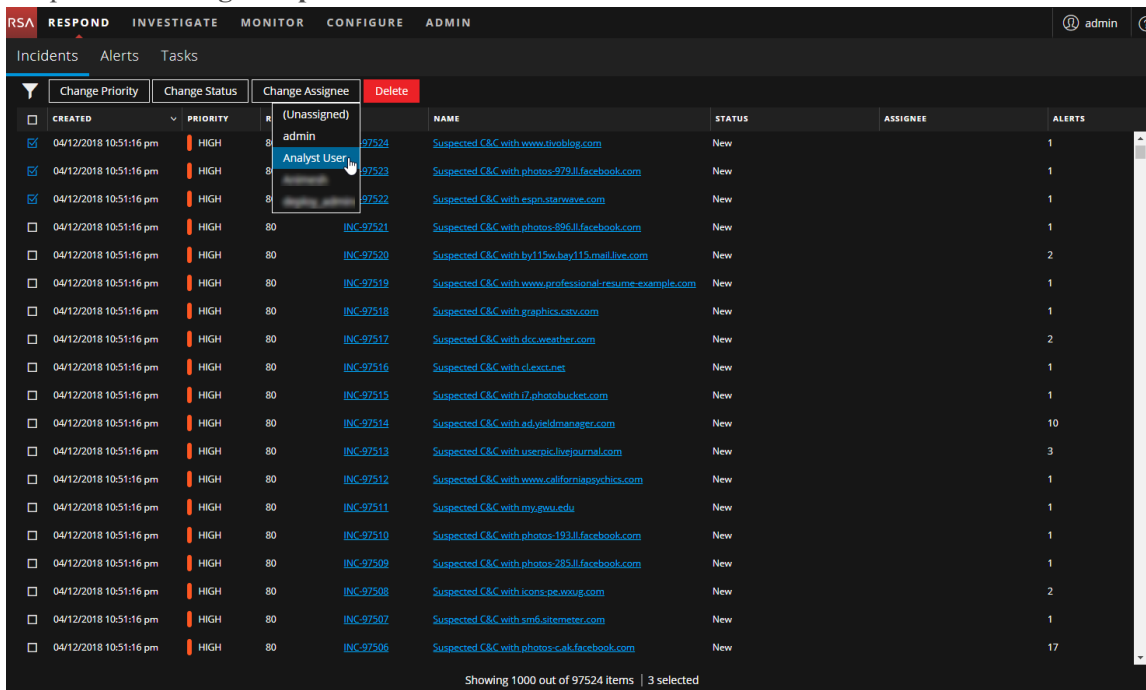 RSA RESPOND INVESTIGATE MONITOR CONFIGURE ADMIN admin
Incidents Alerts Tasks
Change Priority Change Status Change Assignee Delete
(Unassigned)
admin
Analyst User
CREATED PRIORITY R NAME STATUS ASSIGNEE ALERTS
04/12/2018 10:51:16 pm HIGH 8 97524 Suspected C&C with www.tivoblog.com New 1
04/12/2018 10:51:16 pm HIGH 8 97523 Suspected C&C with photos-979.ll.facebook.com New 1
04/12/2018 10:51:16 pm HIGH 8 97522 Suspected C&C with espn.starwave.com New 1
04/12/2018 10:51:16 pm HIGH 80 INC-97521 Suspected C&C with photos-896.ll.facebook.com New 1
04/12/2018 10:51:16 pm HIGH 80 INC-97520 Suspected C&C with by115w.bay115.mail.live.com New 2
04/12/2018 10:51:16 pm HIGH 80 INC-97519 Suspected C&C with www.professional-resume-example.com New 1
04/12/2018 10:51:16 pm HIGH 80 INC-97518 Suspected C&C with graphics.cstv.com New 1
04/12/2018 10:51:16 pm HIGH 80 INC-97517 Suspected C&C with dcc.weather.com New 2
04/12/2018 10:51:16 pm HIGH 80 INC-97516 Suspected C&C with cl.exct.net New 1
04/12/2018 10:51:16 pm HIGH 80 INC-97515 Suspected C&C with i7.photobucket.com New 1
04/12/2018 10:51:16 pm HIGH 80 INC-97514 Suspected C&C with ad.yieldmanager.com New 10
04/12/2018 10:51:16 pm HIGH 80 INC-97513 Suspected C&C with userpic.livejournal.com New 3
04/12/2018 10:51:16 pm HIGH 80 INC-97512 Suspected C&C with www.californiapsychics.com New 1
04/12/2018 10:51:16 pm HIGH 80 INC-97511 Suspected C&C with my.gwu.edu New 1
04/12/2018 10:51:16 pm HIGH 80 INC-97510 Suspected C&C with photos-193.ll.facebook.com New 1
04/12/2018 10:51:16 pm HIGH 80 INC-97509 Suspected C&C with photos-285.ll.facebook.com New 1
04/12/2018 10:51:16 pm HIGH 80 INC-97508 Suspected C&C with icons-pe.wxug.com New 2
04/12/2018 10:51:16 pm HIGH 80 INC-97507 Suspected C&C with sm6.sitemeter.com New 1
04/12/2018 10:51:16 pm HIGH 80 INC-97506 Suspected C&C with photos-c.ak.facebook.com New 17
Showing 1000 out of 97524 items | 3 selected